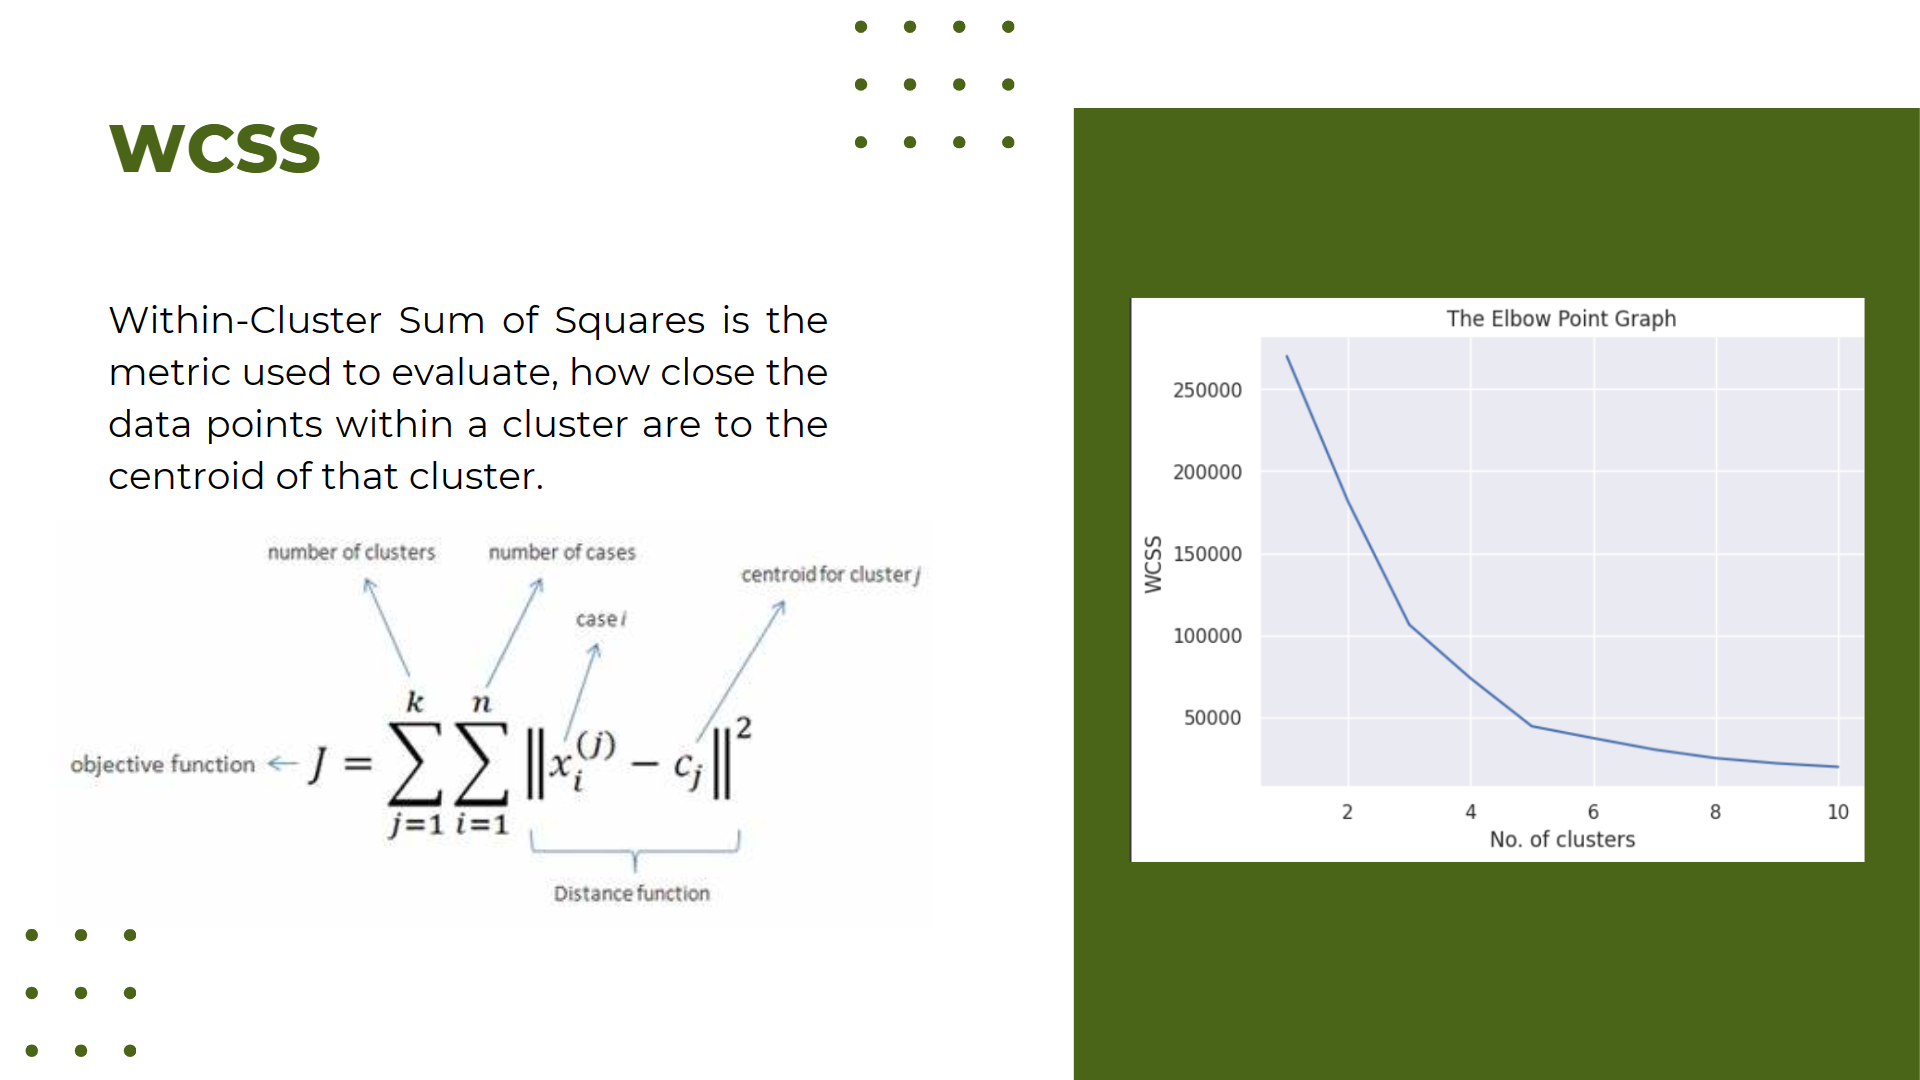 WCSS
Within-Cluster Sum of Squares is the
metric used to evaluate, how close the
data points within a cluster are to the
centroid of that cluster.
number of clusters
number of cases
centroid for cluster j
case i
objective function
J = \sum_{j=1}^{k} \sum_{i=1}^{n} \| x_i^{(j)} - c_j \|^2
Distance function
The Elbow Point Graph
WCSS
250000
200000
150000
100000
50000
2 4 6 8 10
No. of clusters